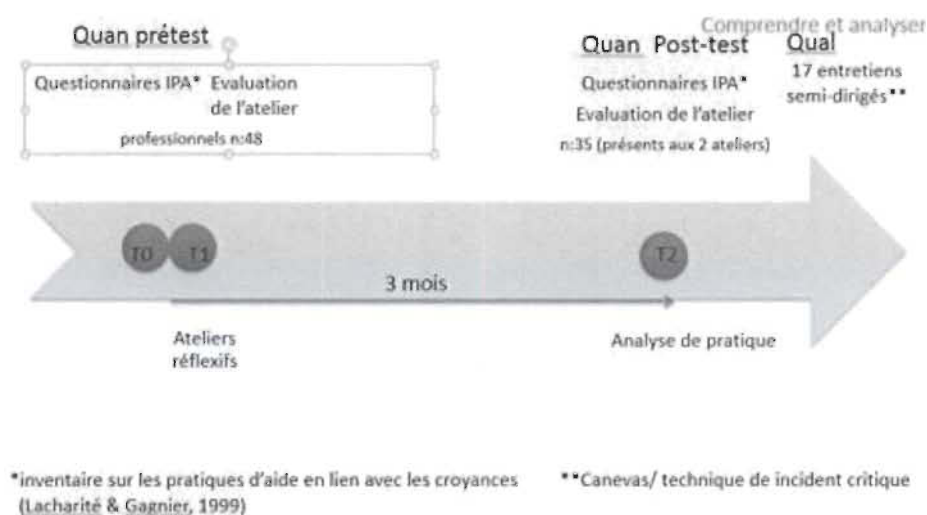 Comprendre et analyser
Quan prétest
Questionnaires IPA* Evaluation
de l'atelier
professionnels n:48
Quan Post-test
Questionnaires IPA*
Evaluation de l'atelier
n:35 (présents aux 2 ateliers)
Qual
17 entretiens
semi-dirigés**
T0 T1
T2
3 mois
Ateliers
réflexifs
Analyse de pratique
*inventaire sur les pratiques d'aide en lien avec les croyances
(Lacharité & Gagnier, 1999)
**Canevas/ technique de incident critique